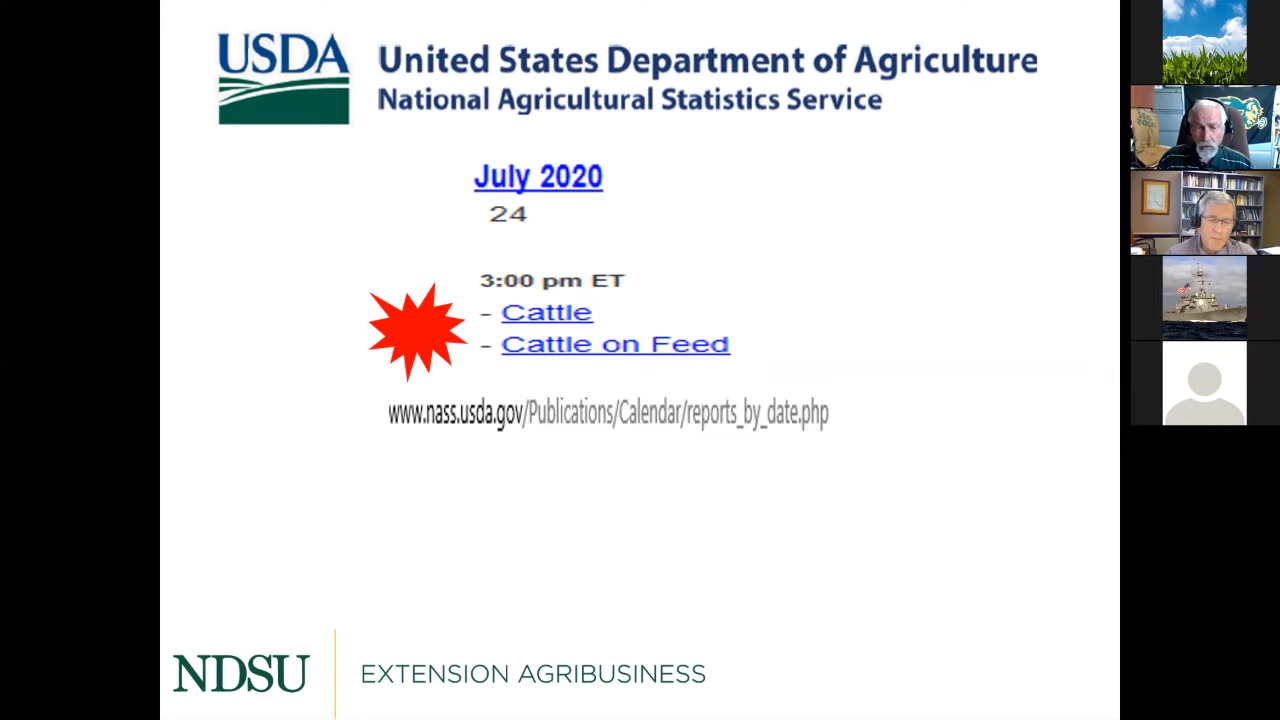 USDA
United States Department of Agriculture
National Agricultural Statistics Service
July 2020
24
3:00 pm ET
- Cattle
- Cattle on Feed
www.nass.usda.gov/Publications/Calendar/reports_by_date.php
NDSU
EXTENSION AGRIBUSINESS